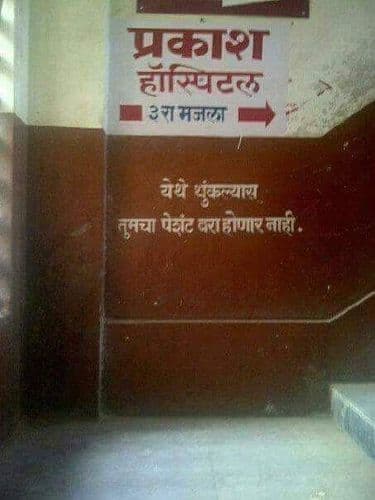 प्रकाश
हॉस्पिटल
३रा मजला
येथे थुंकल्यास
तुमचा पेशंट बरा होणार नाही.